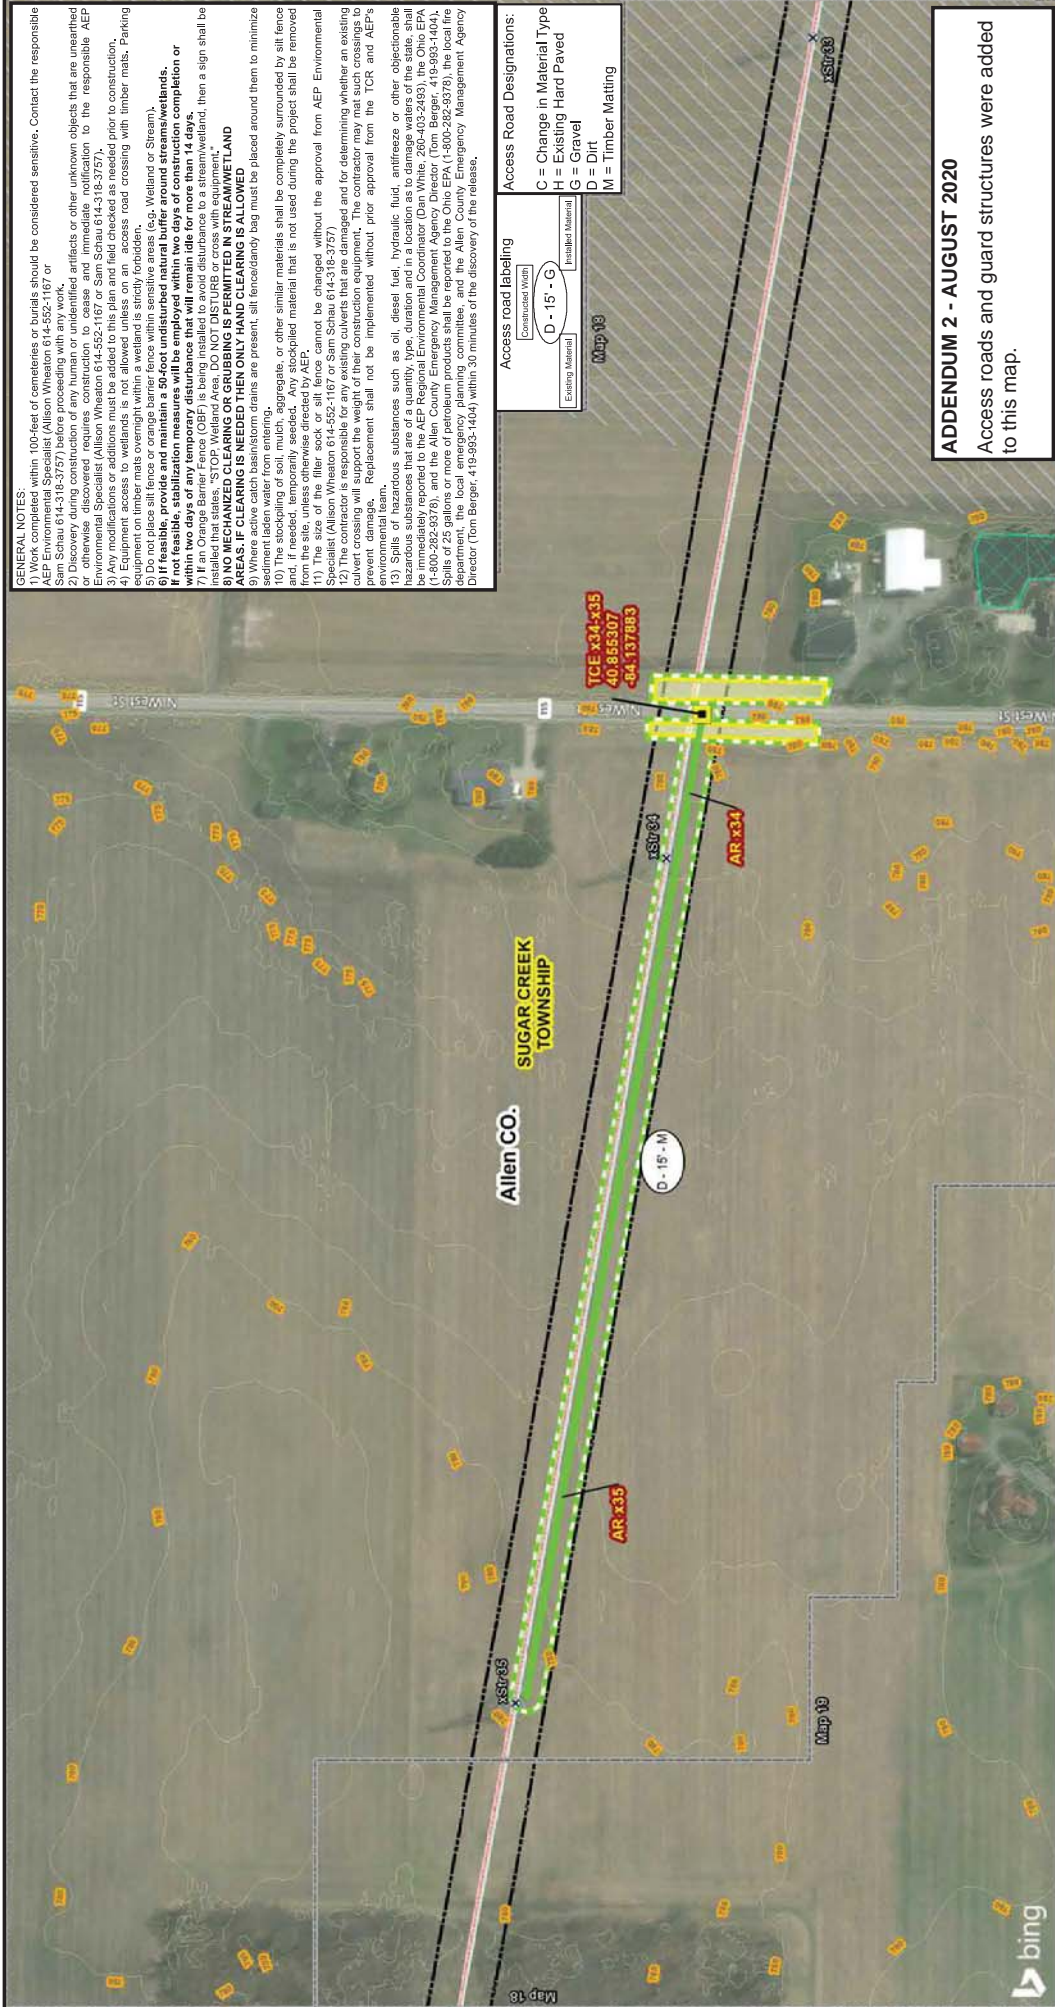 GENERAL NOTES:
1) Work completed within 100-feet of cemeteries or burials should be considered sensitive. Contact the responsible
AEP Environmental Specialist (Allison Wheaton 614-552-1167 or
Sam Schau 614-318-3757) before proceeding with any work.
2) Discovery during construction of any human or unidentified artifacts or other unknown objects that are unearthed
or otherwise discovered requires construction to cease and immediate notification to the responsible AEP
Environmental Specialist (Allison Wheaton 614-552-1167 or Sam Schau 614-318-3757).
3) Any modifications or additions must be added to this plan and field checked as needed prior to construction.
4) Equipment access to wetlands is not allowed unless on an access road crossing with timber mats. Parking
equipment on timber mats overnight within a wetland is strictly forbidden.
5) Do not place silt fence or orange barrier fence within sensitive areas (e.g. Wetland or Stream).
6) If feasible, provide and maintain a 50-foot undisturbed natural buffer around streams/wetlands.
If not feasible, stabilization measures will be employed within two days of construction completion or
within two days of any temporary disturbance that will remain idle for more than 14 days.
7) If an Orange Barrier Fence (OBF) is being installed to avoid disturbance to a stream/wetland, then a sign shall be
installed that states, "STOP, Wetland Area, DO NOT DISTURB or cross with equipment."
8) NO MECHANIZED CLEARING OR GRUBBING IS PERMITTED IN STREAM/WETLAND
AREAS. IF CLEARING IS NEEDED THEN ONLY HAND CLEARING IS ALLOWED
9) Where active catch basin/storm drains are present, silt fence/dandy bag must be placed around them to minimize
sediment laden water from entering.
10) The stockpiling of soil, mulch, aggregate, or other similar materials shall be completely surrounded by silt fence
and, if needed, temporarily seeded. Any stockpiled material that is not used during the project shall be removed
from the site, unless otherwise directed by AEP.
11) The size of the filter sock or silt fence cannot be changed without the approval from AEP Environmental
Specialist (Allison Wheaton 614-552-1167 or Sam Schau 614-318-3757)
12) The contractor is responsible for any existing culverts that are damaged and for determining whether an existing
culvert crossing will support the weight of their construction equipment. The contractor may mat such crossings to
prevent damage. Replacement shall not be implemented without prior approval from the TCR and AEP's
environmental team.
13) Spills of hazardous substances such as oil, diesel fuel, hydraulic fluid, antifreeze or other objectionable
hazardous substances that are of a quantity, type, duration and in a location as to damage waters of the state, shall
be immediately reported to the AEP Regional Environmental Coordinator (Dan White, 260-403-2493), the Ohio EPA
(1-800-282-9378), and the Allen County Emergency Management Agency Director (Tom Berger, 419-993-1404).
Spills of 25 gallons or more of petroleum products shall be reported to the Ohio EPA (1-800-282-9378), the local fire
department, the local emergency planning committee, and the Allen County Emergency Management Agency
Director (Tom Berger, 419-993-1404) within 30 minutes of the discovery of the release.
Access road labeling
Constructed Width
D - 15' - G
Existing Material
Installed Material
Access Road Designations:
C = Change in Material Type
H = Existing Hard Paved
G = Gravel
D = Dirt
M = Timber Matting
Map 18
TCE x34-x35
40.855307
-84.137883
N West St
115
N West St
115
N West St
xStr 33
xStr 34
AR x34
SUGAR CREEK
TOWNSHIP
Allen CO.
D - 15' - M
AR x35
xStr 35
Map 19
Map 18
bing
ADDENDUM 2 - AUGUST 2020
Access roads and guard structures were added
to this map.